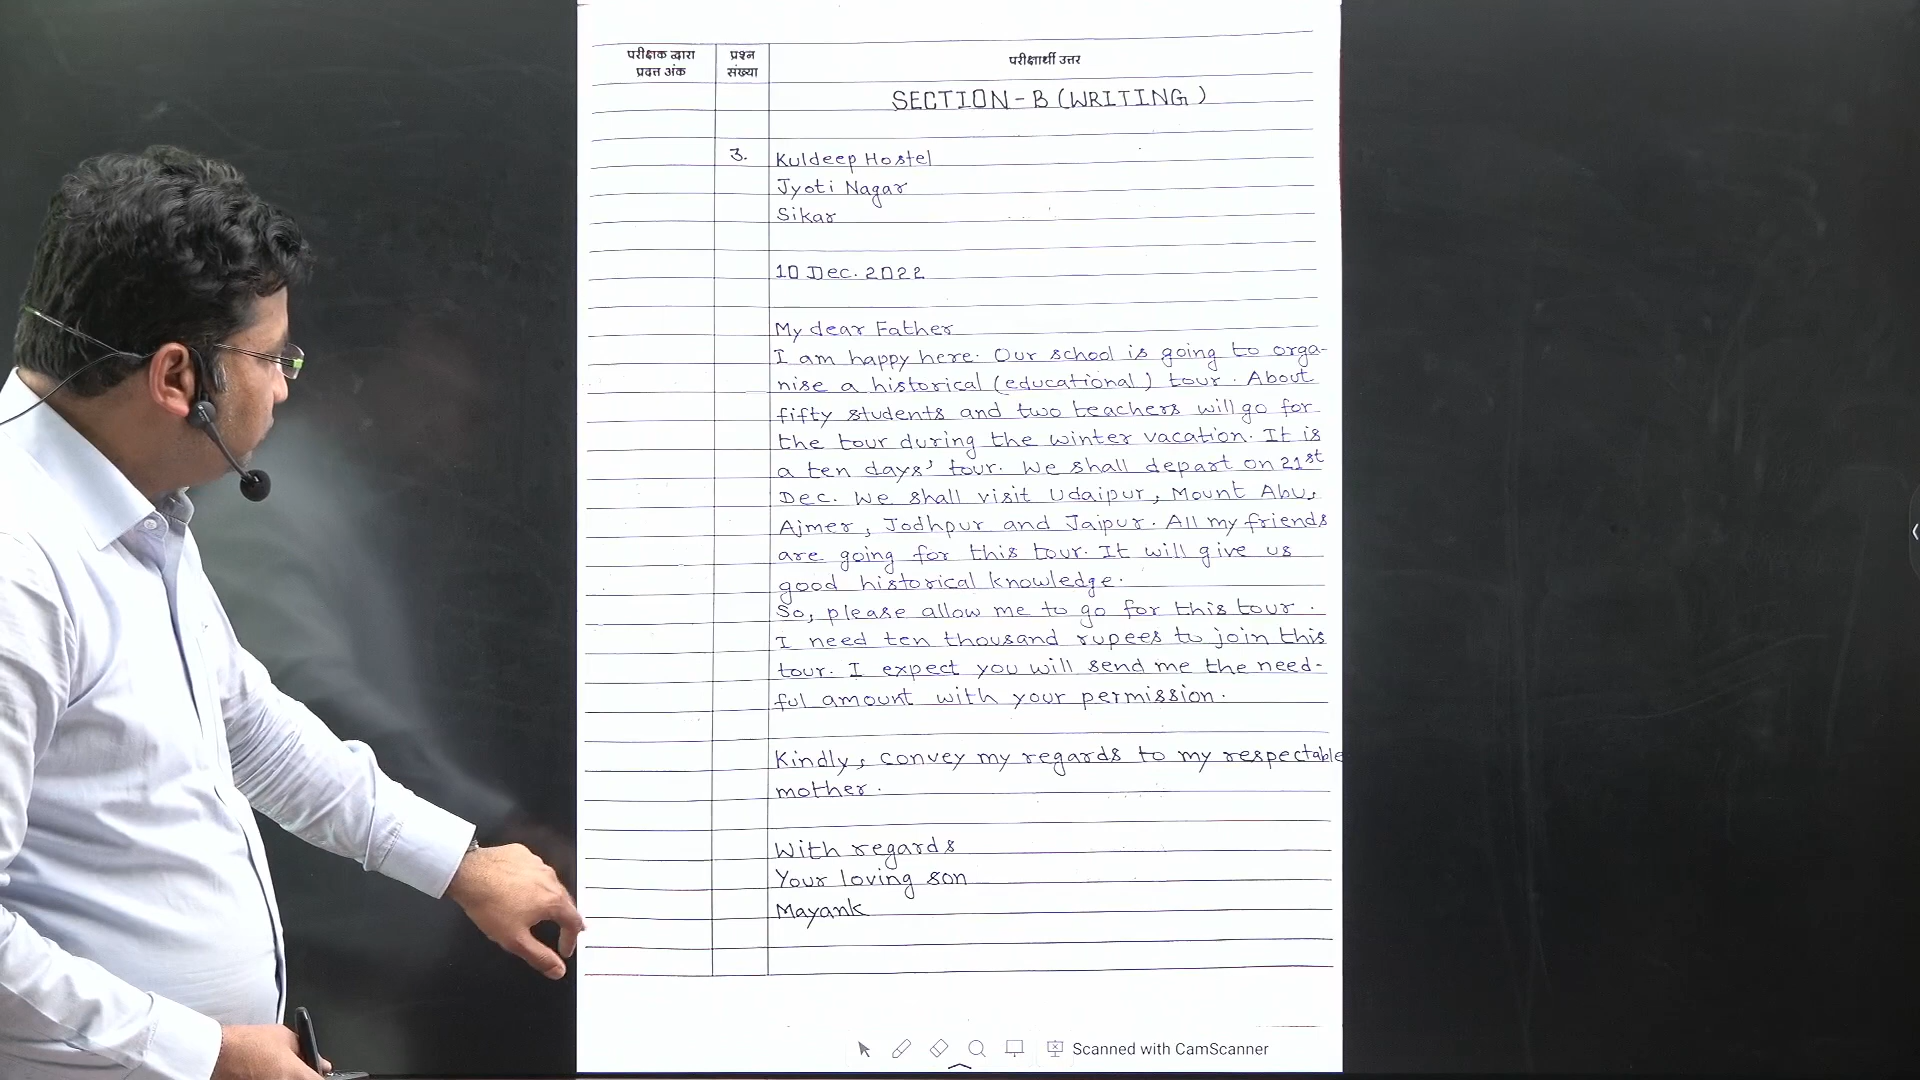 परीक्षक द्वारा
प्रदत्त अंक
प्रश्न
संख्या
परीक्षार्थी उत्तर
SECTION-B (WRITING)
3.
Kuldeep Hostel
Jyoti Nagar
Sikar
10 Dec. 2022
My dear Father
I am happy here. Our school is going to orga-
nise a historical (educational) tour. About
fifty students and two teachers will go for
the tour during the winter vacation. It is
a ten days' tour. We shall depart on 21st
Dec. We shall visit Udaipur, Mount Abu,
Ajmer, Jodhpur and Jaipur. All my friends
are going for this tour. It will give us
good historical knowledge.
So, please allow me to go for this tour.
I need ten thousand rupees to join this
tour. I expect you will send me the need-
ful amount with your permission.
Kindly, convey my regards to my respectable
mother.
With regards
Your loving son
Mayank
Scanned with CamScanner